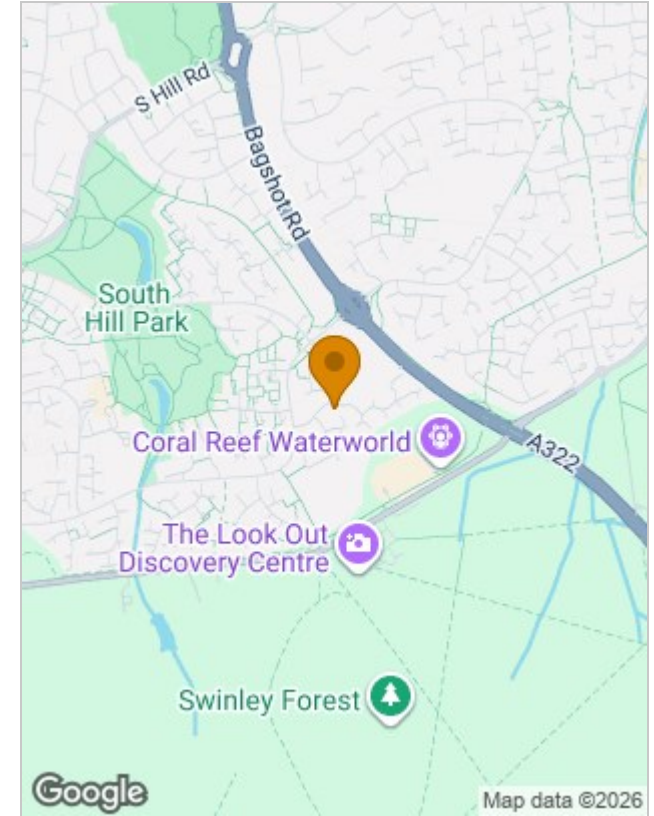 S Hill Rd
Bagshot Rd
South
Hill Park
Coral Reef Waterworld
A322
The Look Out
Discovery Centre
Swinley Forest
Google
Map data ©2026